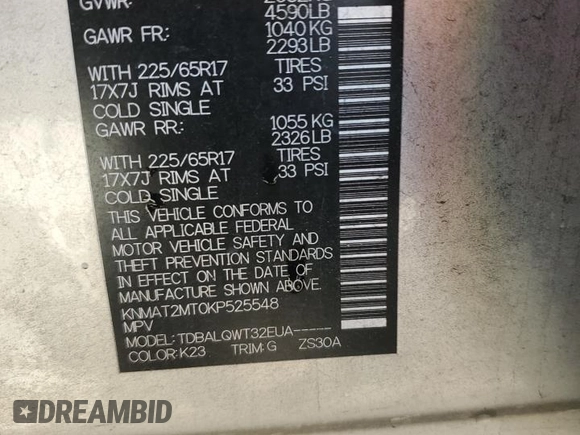 GVWR:
4590LB
GAWR FR: 1040KG
2293LB
WITH 225/65R17 TIRES
17X7J RIMS AT 33 PSI
COLD SINGLE
GAWR RR: 1055KG
2326LB
WITH 225/65R17 TIRES
17X7J RIMS AT 33 PSI
COLD SINGLE
THIS VEHICLE CONFORMS TO
ALL APPLICABLE FEDERAL
MOTOR VEHICLE SAFETY AND
THEFT PREVENTION STANDARDS
IN EFFECT ON THE DATE OF
MANUFACTURE SHOWN ABOVE.
KNMAT2MT0KP525548
MPV
MODEL:TDBALQWT32EUA-----
COLOR:K23 TRIM:G ZS30A
DREAMBID